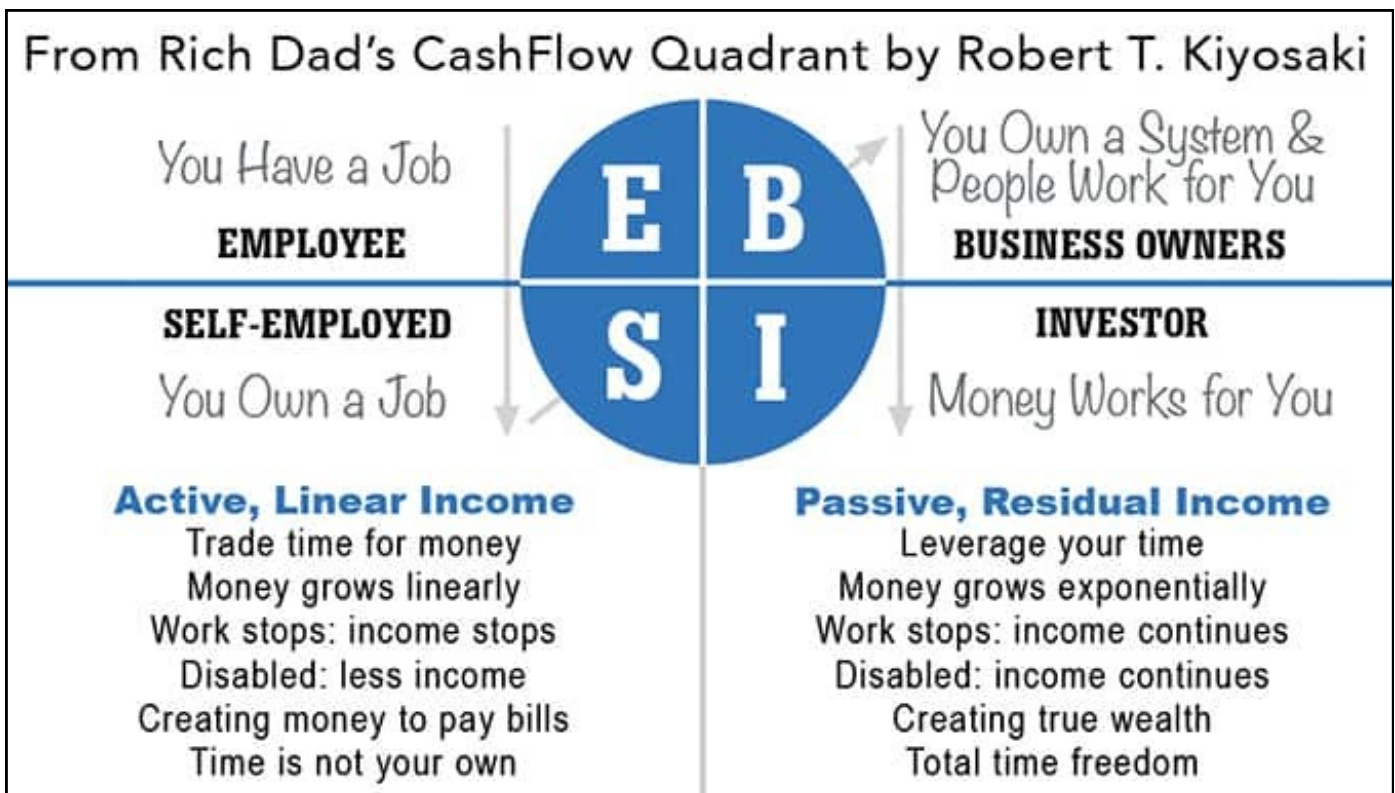 From Rich Dad's CashFlow Quadrant by Robert T. Kiyosaki
You Have a Job
EMPLOYEE
E
B
You Own a System &
People Work for You
BUSINESS OWNERS
SELF-EMPLOYED
You Own a Job
S
I
INVESTOR
Money Works for You
Active, Linear Income
Trade time for money
Money grows linearly
Work stops: income stops
Disabled: less income
Creating money to pay bills
Time is not your own
Passive, Residual Income
Leverage your time
Money grows exponentially
Work stops: income continues
Disabled: income continues
Creating true wealth
Total time freedom